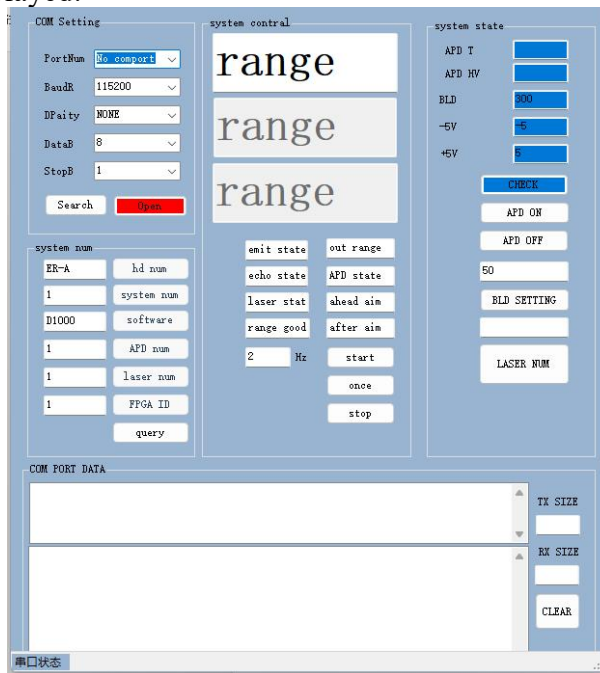 COM Setting
PortNum No comport
BaudR 115200
DPaity NONE
DataB 8
StopB 1
Search Open
system num
ER-A hd num
1 system num
D1000 software
1 APD num
1 laser num
1 FPGA ID
query
system contral
range
range
range
emit state out range
echo state APD state
laser stat ahead aim
range good after aim
2 Hz start
once
stop
system state
APD T
APD HV
BLD 300
-5V -5
+5V 5
CHECK
APD ON
APD OFF
50
BLD SETTING
LASER NUM
COM PORT DATA
TX SIZE
RX SIZE
CLEAR
串口状态